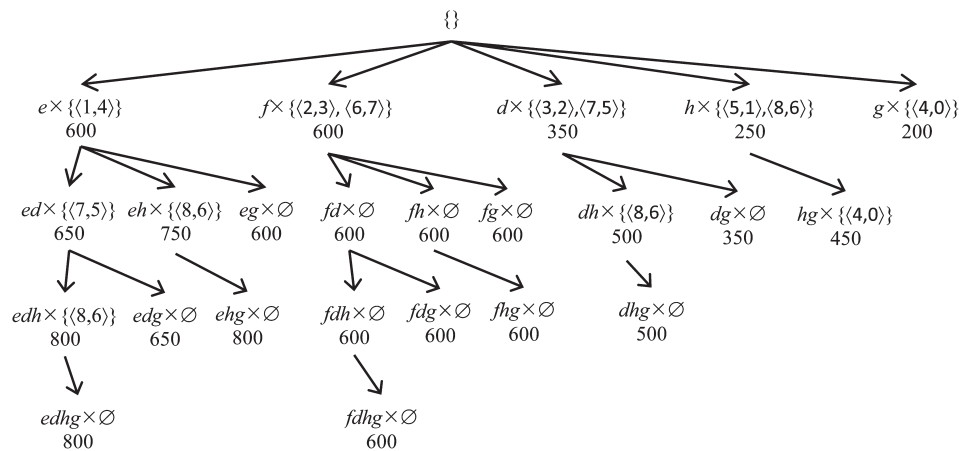 {}
e×{⟨1,4⟩} f×{⟨2,3⟩,⟨6,7⟩} d×{⟨3,2⟩,⟨7,5⟩} h×{⟨5,1⟩,⟨8,6⟩} g×{⟨4,0⟩}
600 600 350 250 200
ed×{⟨7,5⟩} eh×{⟨8,6⟩} eg×∅ fd×∅ fh×∅ fg×∅ dh×{⟨8,6⟩} dg×∅ hg×{⟨4,0⟩}
650 750 600 600 600 600 500 350 450
edh×{⟨8,6⟩} edg×∅ ehg×∅ fdh×∅ fdg×∅ fhg×∅ dhg×∅
800 650 800 600 600 600 500
edhg×∅ fdhg×∅
800 600